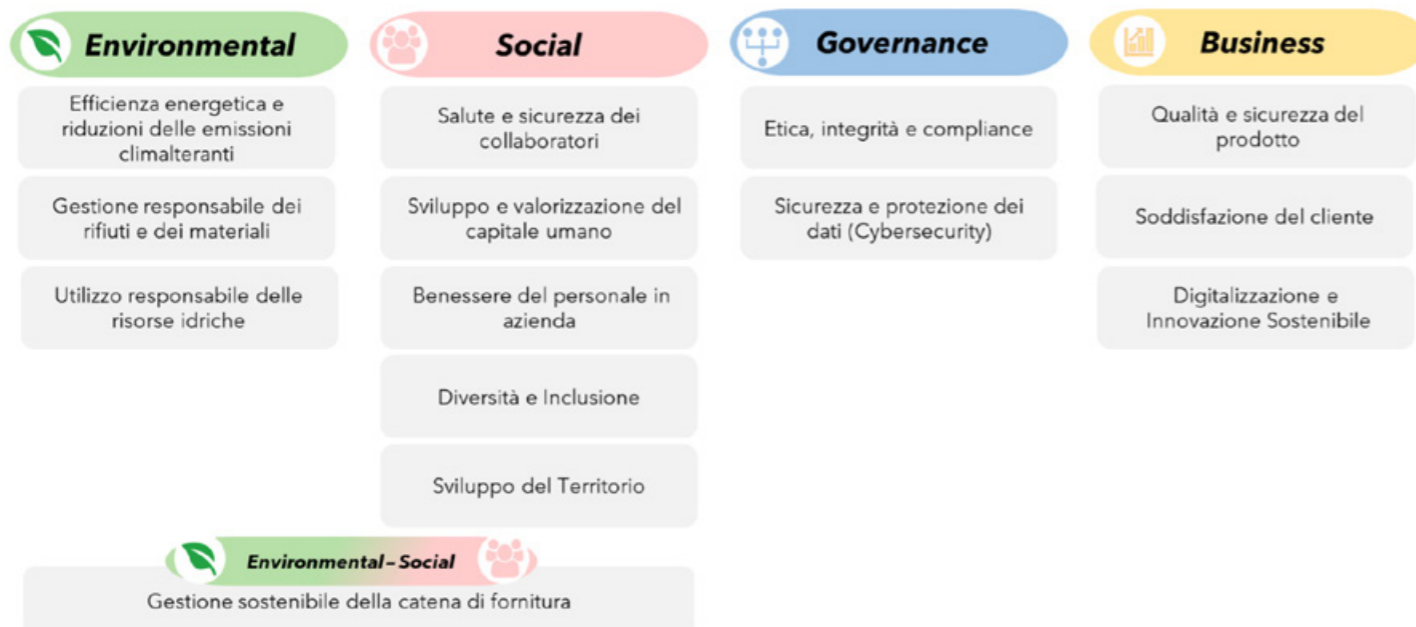 Environmental
Efficienza energetica e
riduzioni delle emissioni
climalteranti
Gestione responsabile dei
rifiuti e dei materiali
Utilizzo responsabile delle
risorse idriche
Social
Salute e sicurezza dei
collaboratori
Sviluppo e valorizzazione del
capitale umano
Benessere del personale in
azienda
Diversità e Inclusione
Sviluppo del Territorio
Environmental – Social
Gestione sostenibile della catena di fornitura
Governance
Etica, integrità e compliance
Sicurezza e protezione dei
dati (Cybersecurity)
Business
Qualità e sicurezza del
prodotto
Soddisfazione del cliente
Digitalizzazione e
Innovazione Sostenibile